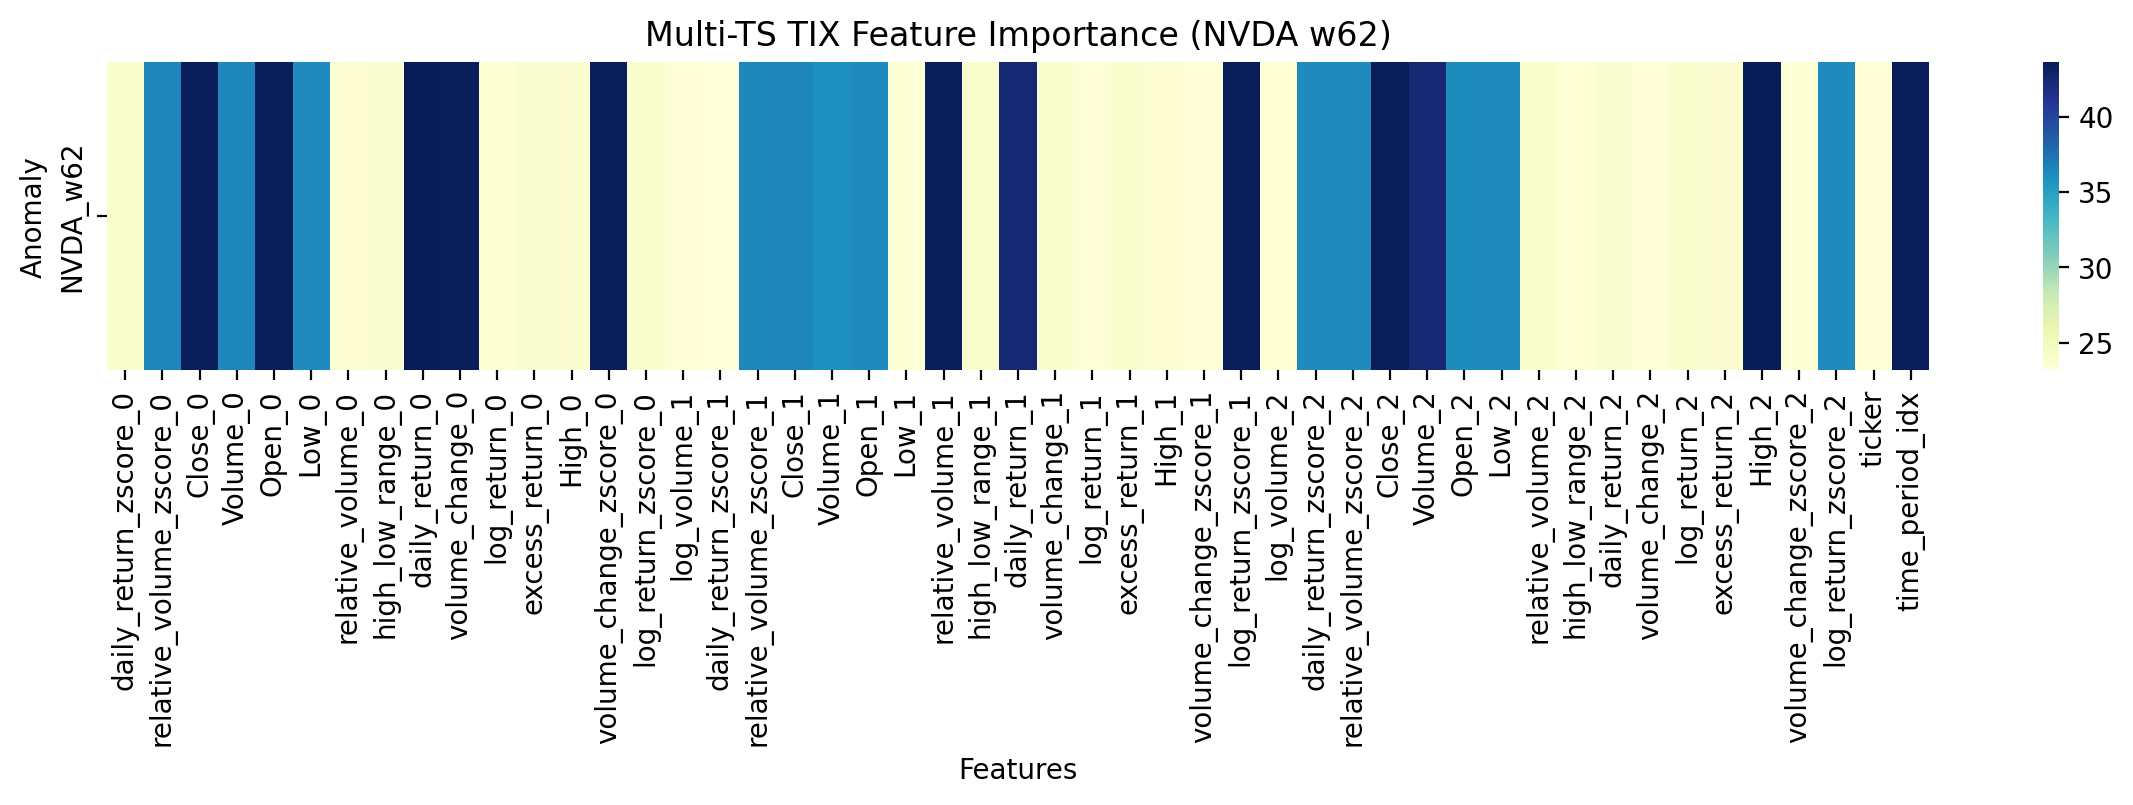 Multi-TS TIX Feature Importance (NVDA w62)
Anomaly
NVDA_w62
40
35
30
25
daily_return_zscore_0
relative_volume_zscore_0
Close_0
Volume_0
Open_0
Low_0
relative_volume_0
high_low_range_0
daily_return_0
volume_change_0
log_return_0
excess_return_0
High_0
volume_change_zscore_0
log_return_zscore_0
log_volume_1
daily_return_zscore_1
relative_volume_zscore_1
Close_1
Volume_1
Open_1
Low_1
relative_volume_1
high_low_range_1
daily_return_1
volume_change_1
log_return_1
excess_return_1
High_1
volume_change_zscore_1
log_return_zscore_1
log_volume_2
daily_return_zscore_2
relative_volume_zscore_2
Close_2
Volume_2
Open_2
Low_2
relative_volume_2
high_low_range_2
daily_return_2
volume_change_2
log_return_2
excess_return_2
High_2
volume_change_zscore_2
log_return_zscore_2
ticker
time_period_idx
Features